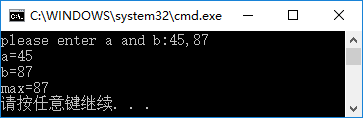 C:\WINDOWS\system32\cmd.exe
please enter a and b:45,87
a=45
b=87
max=87
请按任意键继续. . .